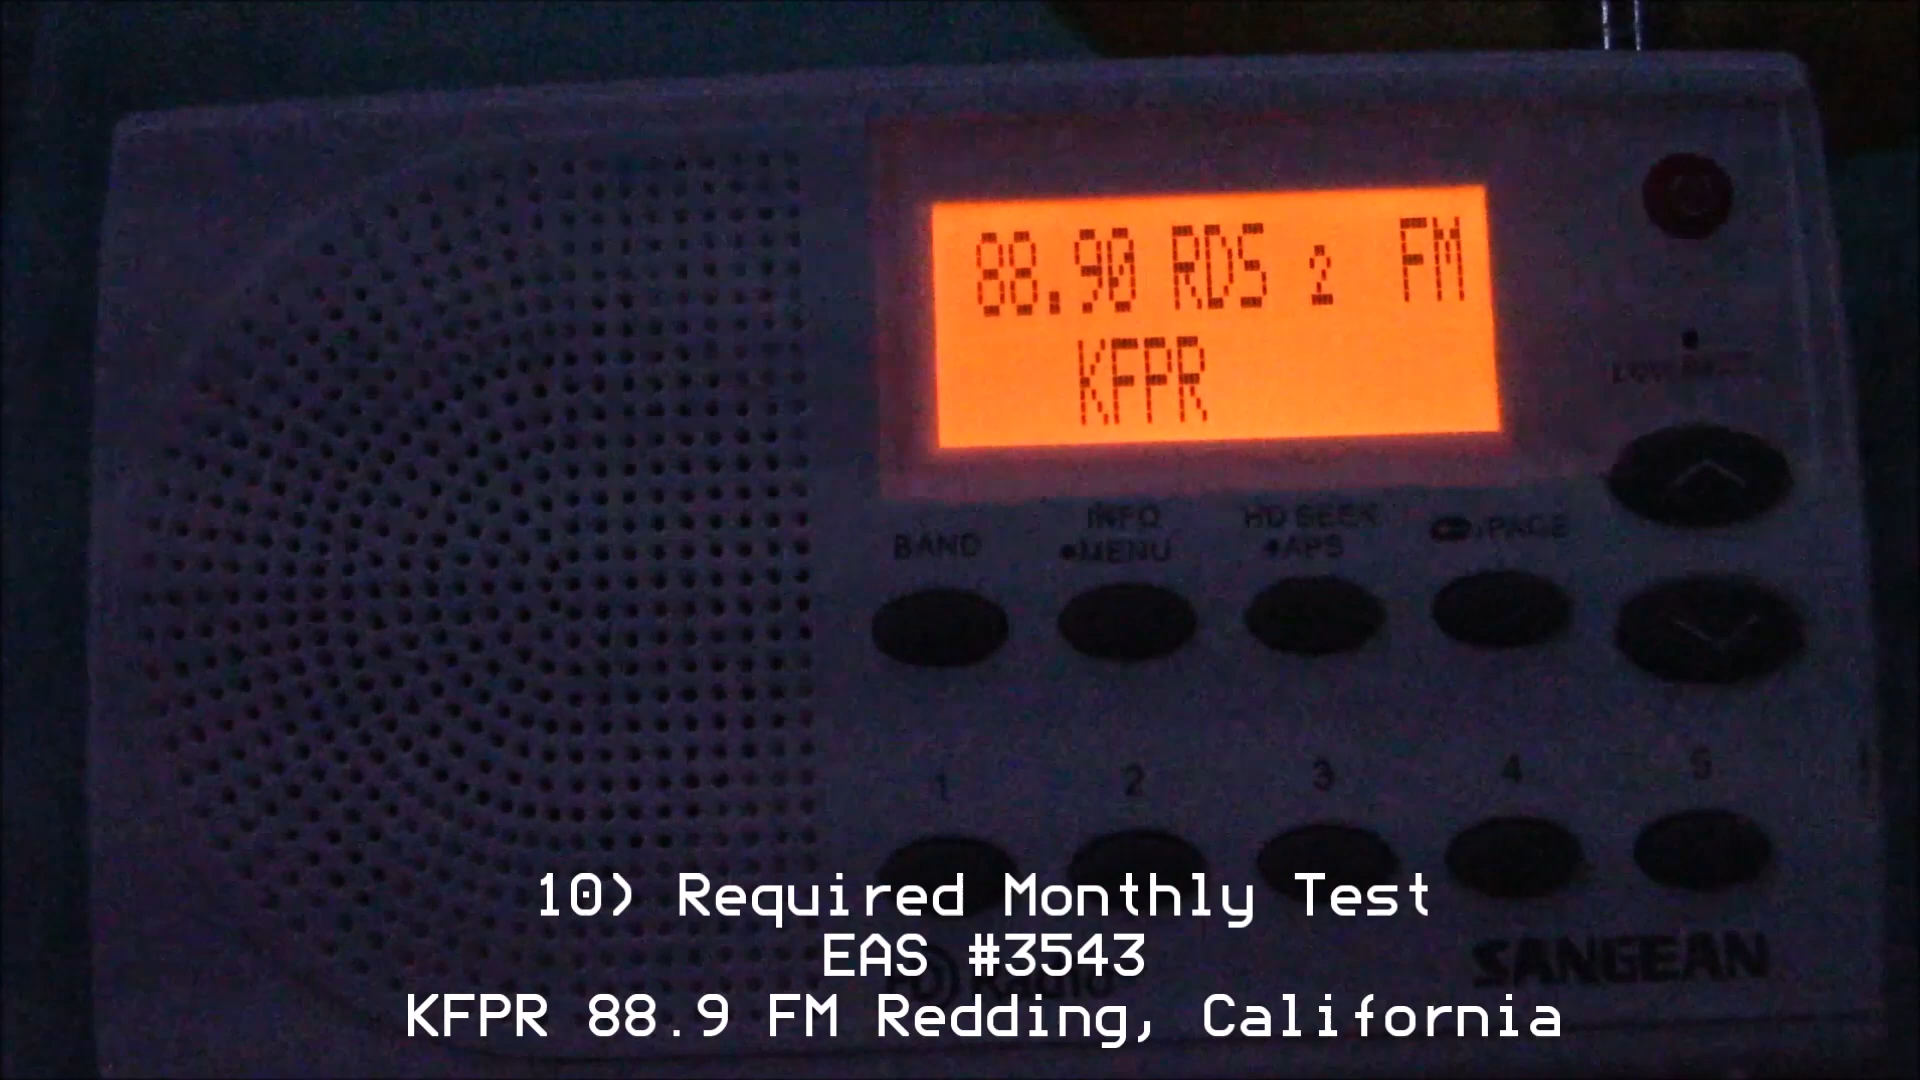 88.90 RDS 2 FM
KFPR
BAND
INFO
•MENU
HD SEEK
•APS
/PAGE
1
2
3
4
5
10) Required Monthly Test
EAS #3543
SANGEAN
KFPR 88.9 FM Redding, California